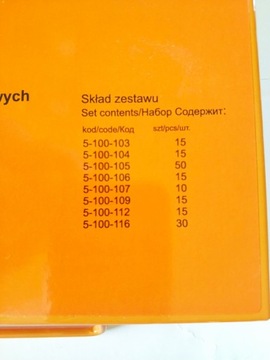 wych
Skład zestawu
Set contents/Набор Содержит:
kod/code/Код szt/pcs/шт.
5-100-103 15
5-100-104 15
5-100-105 50
5-100-106 15
5-100-107 10
5-100-109 15
5-100-112 15
5-100-116 30